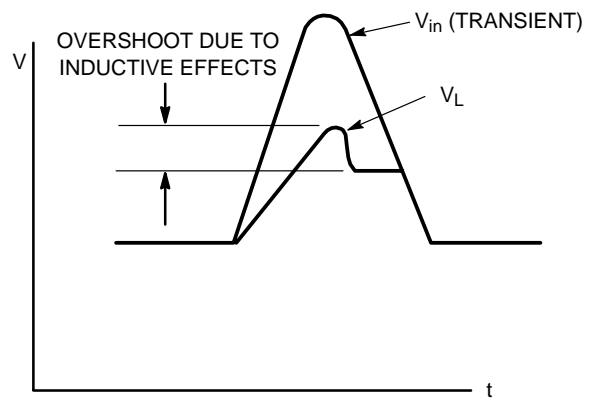 OVERSHOOT DUE TO
INDUCTIVE EFFECTS
Vin (TRANSIENT)
V
VL
t